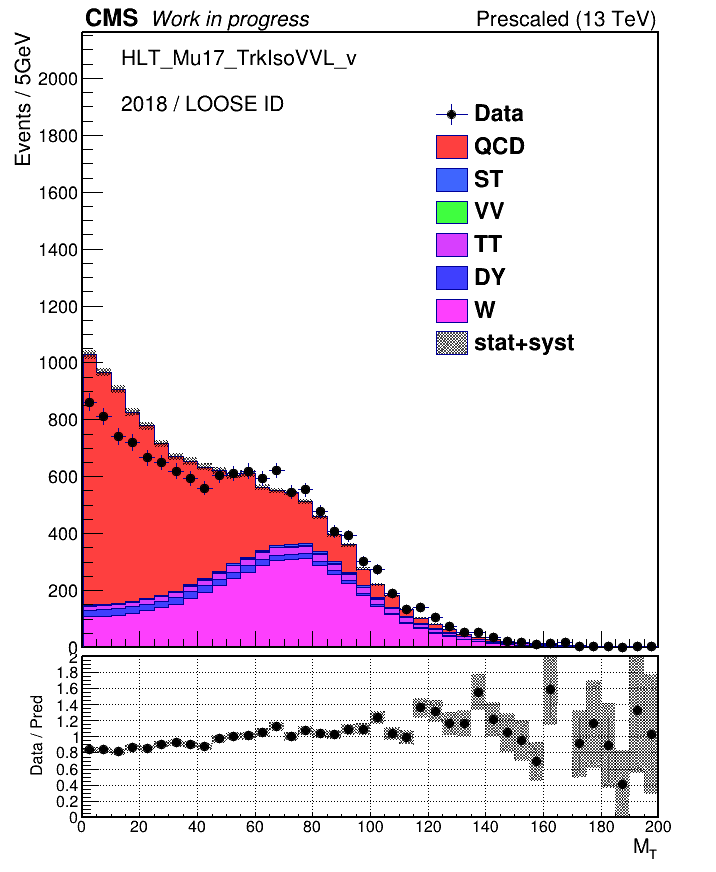 CMS Work in progress Prescaled (13 TeV)
Events / 5GeV
HLT_Mu17_TrkIsoVVL_v
2018 / LOOSE ID
Data
QCD
ST
VV
TT
DY
W
stat+syst
2000
1800
1600
1400
1200
1000
800
600
400
200
0
Data / Pred
2
1.8
1.6
1.4
1.2
1
0.8
0.6
0.4
0.2
0
0 20 40 60 80 100 120 140 160 180 200
M_T